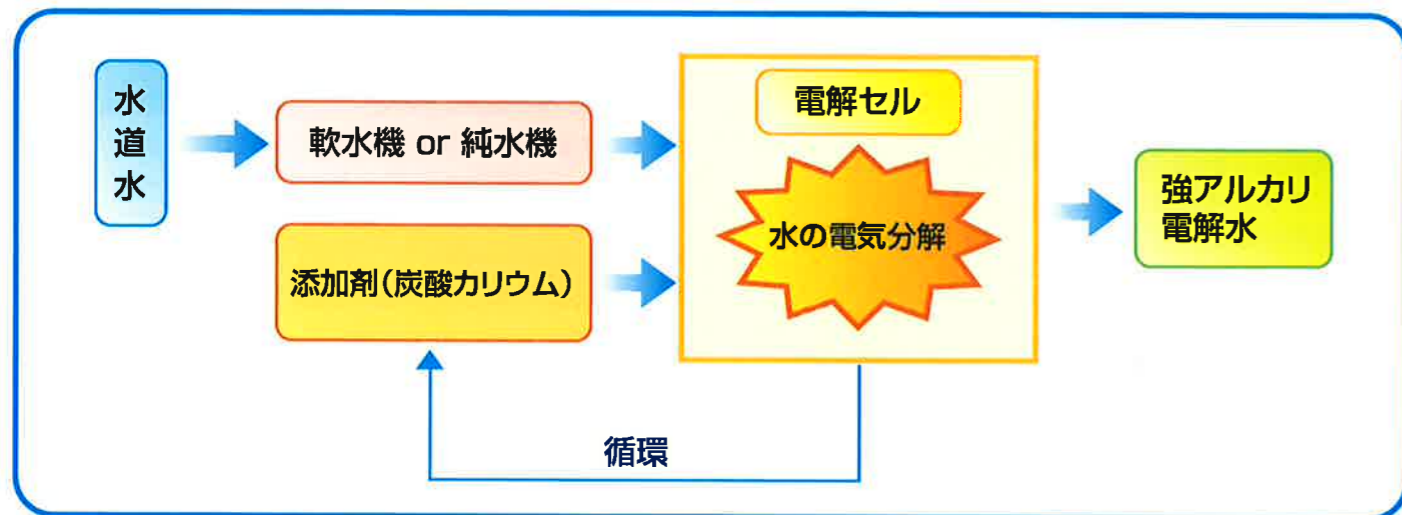 水道水
軟水機 or 純水機
添加剤（炭酸カリウム）
電解セル
水の電気分解
強アルカリ
電解水
循環